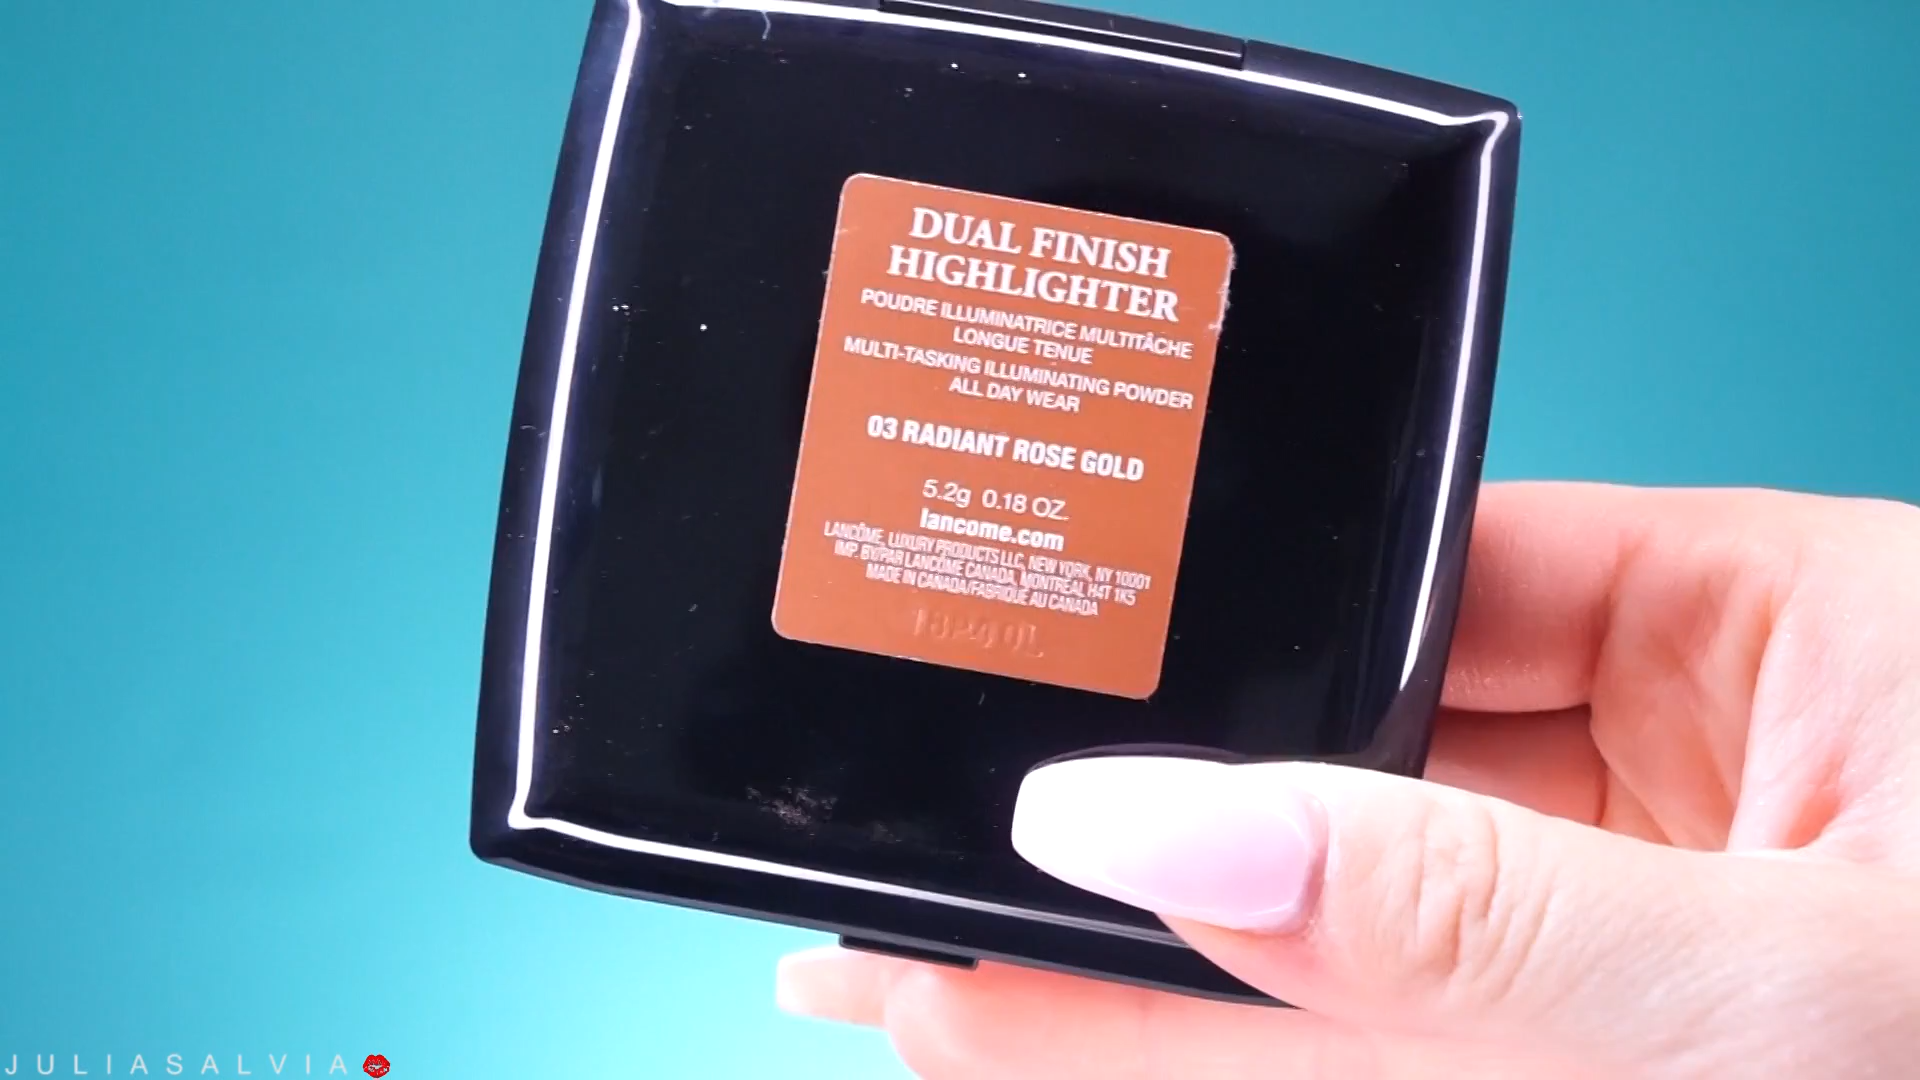 DUAL FINISH
HIGHLIGHTER
POUDRE ILLUMINATRICE MULTITÂCHE
LONGUE TENUE
MULTI-TASKING ILLUMINATING POWDER
ALL DAY WEAR
03 RADIANT ROSE GOLD
5.2g 0.18 OZ.
lancome.com
LANCÔME, LUXURY PRODUCTS LLC, NEW YORK, NY 10001
IMP. BY/PAR LANCÔME CANADA, MONTREAL H4T 1K5
MADE IN CANADA/FABRIQUÉ AU CANADA
JULIASALVIA